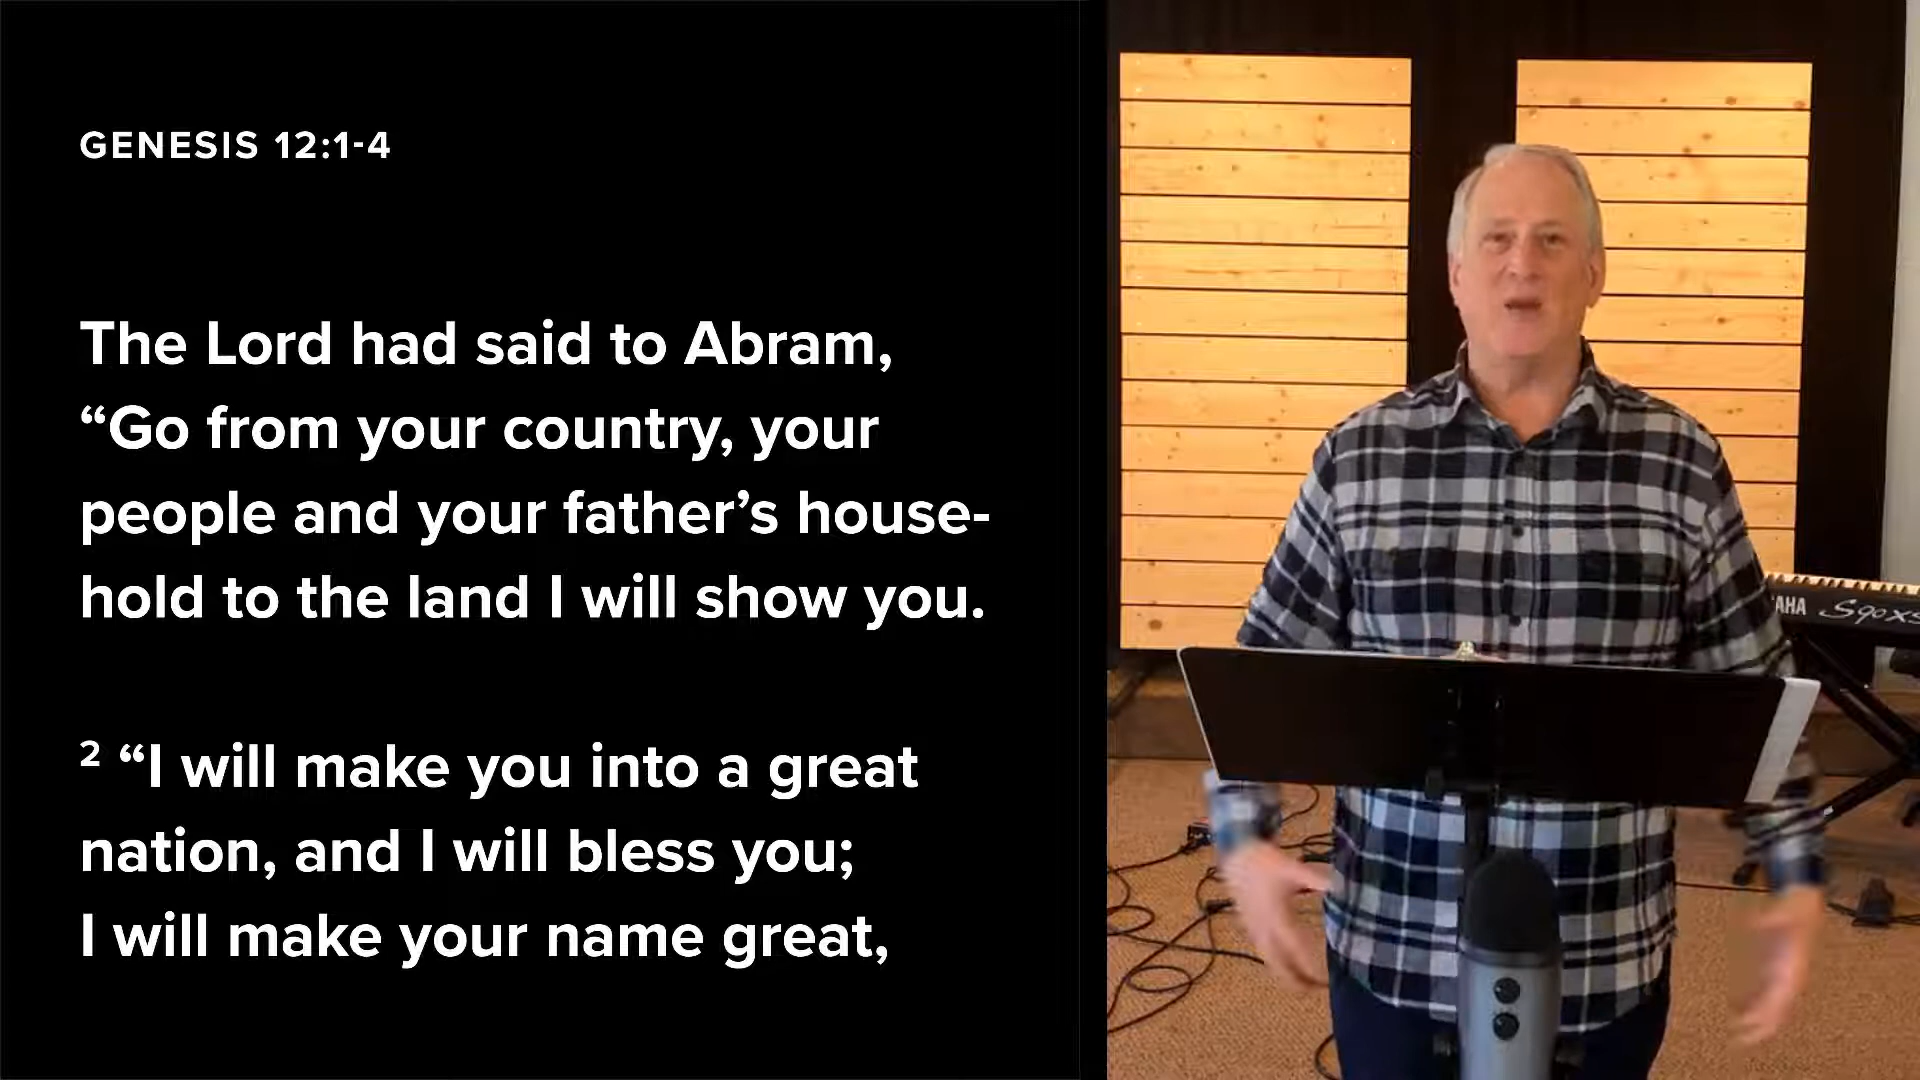 GENESIS 12:1-4
The Lord had said to Abram,
“Go from your country, your
people and your father’s house-
hold to the land I will show you.
2 “I will make you into a great
nation, and I will bless you;
I will make your name great,
AHA S90XS